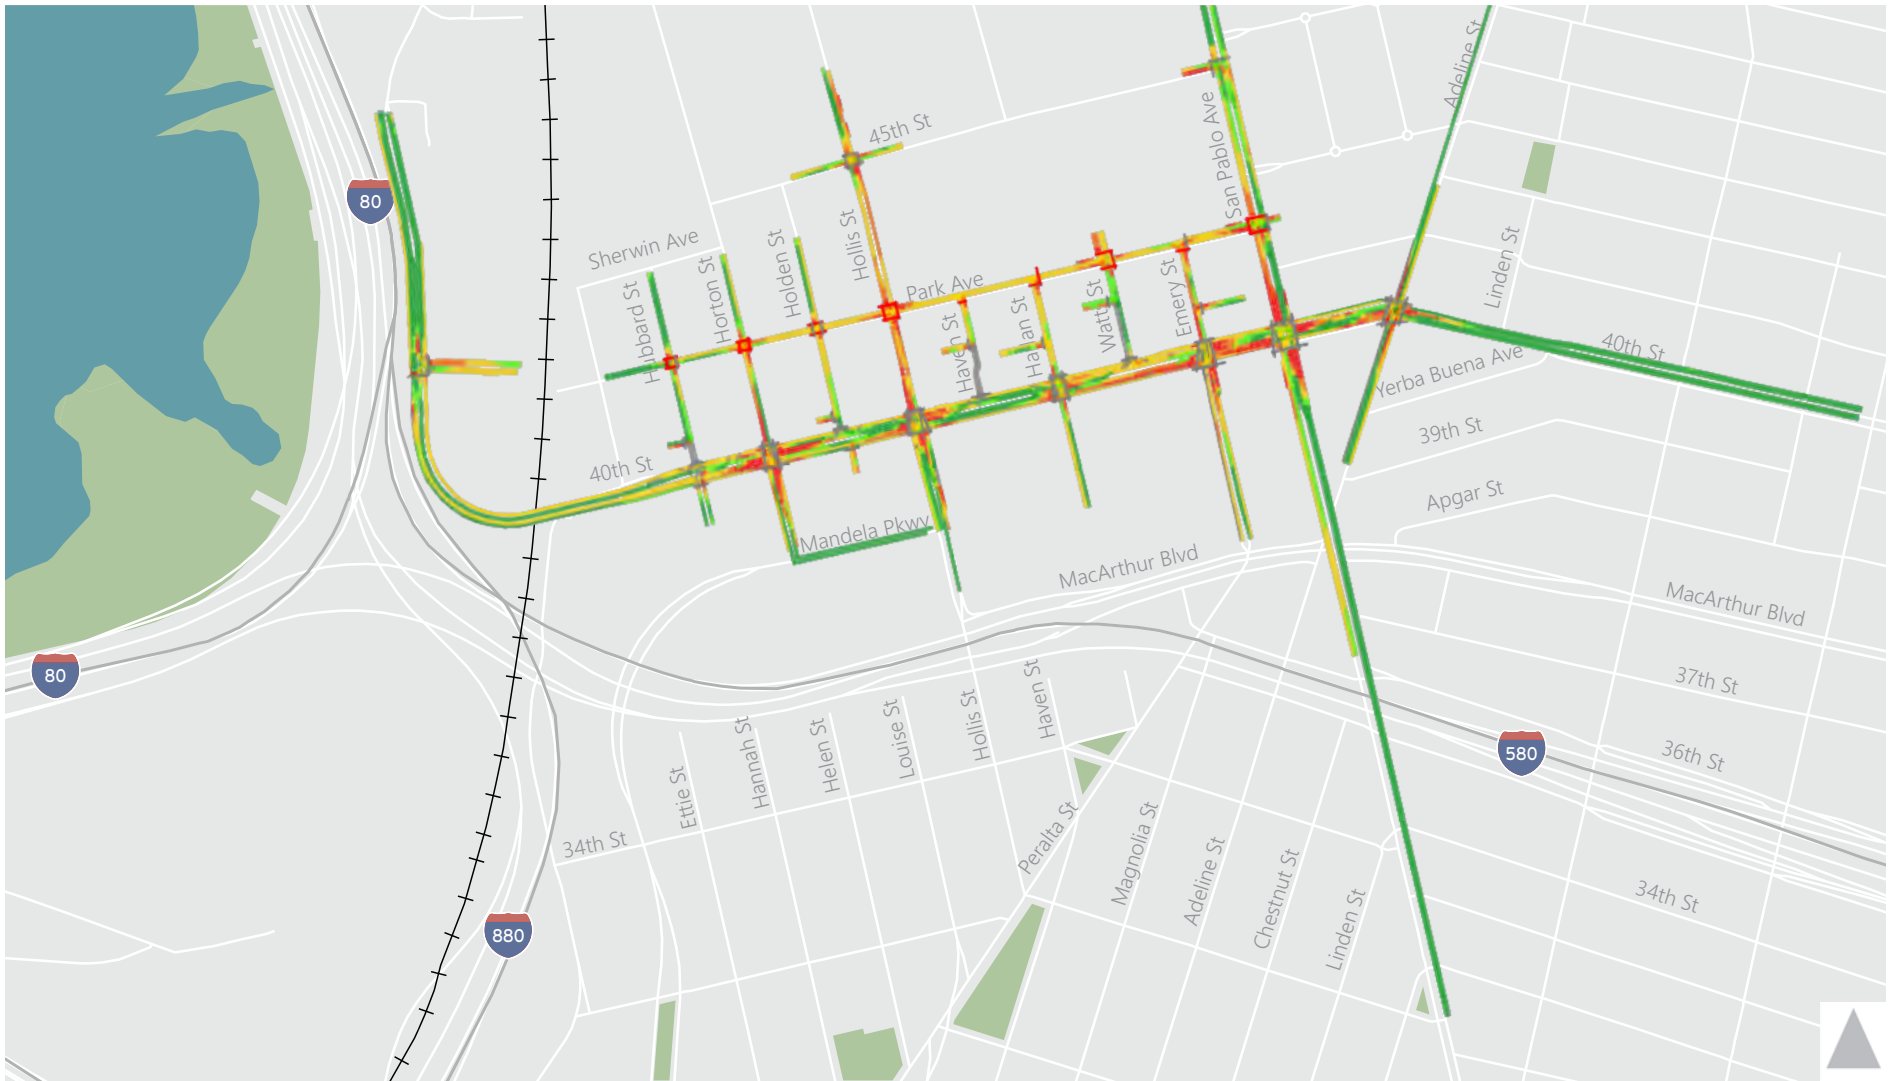 Adeline St
45th St
San Pablo Ave
80
Sherwin Ave
Hollis St
Holden St
Horton St
Hubbard St
Park Ave
Emery St
Watts St
Harlan St
Haven St
Linden St
40th St
Yerba Buena Ave
39th St
40th St
Apgar St
Mandela Pkwy
MacArthur Blvd
MacArthur Blvd
80
37th St
Haven St
Hollis St
Louise St
Helen St
Hannah St
Ettie St
580
36th St
34th St
Peralta St
Magnolia St
Adeline St
Chestnut St
Linden St
34th St
880